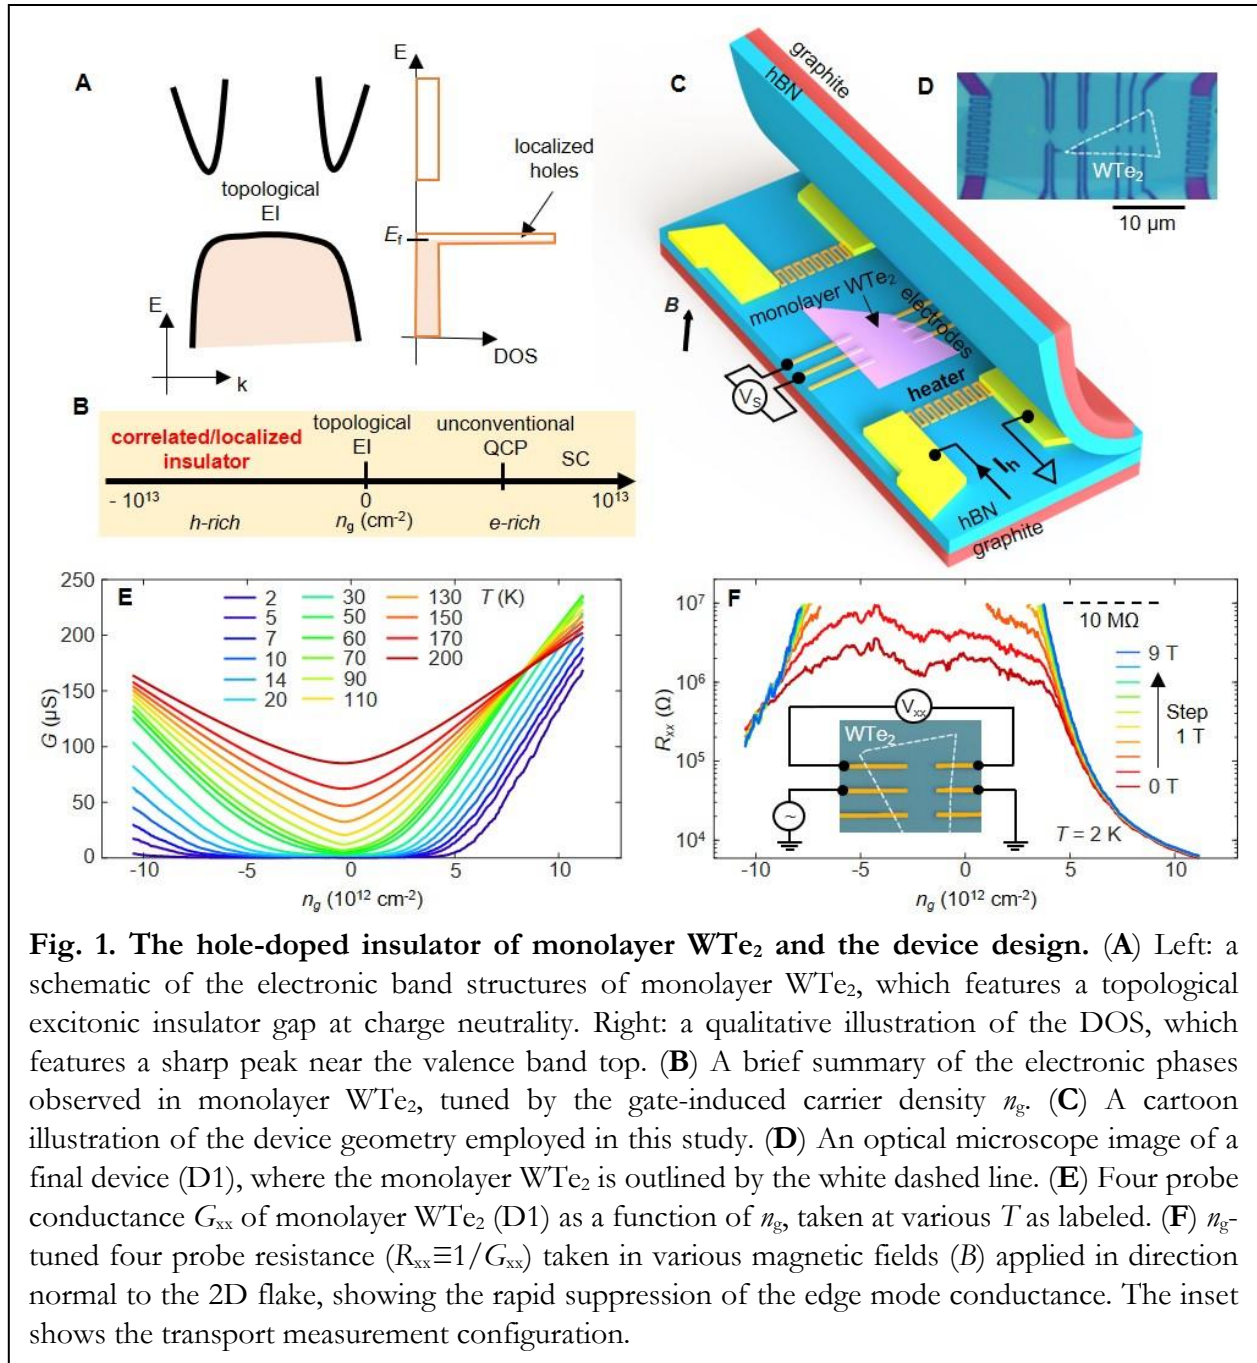 A
E
topological
EI
localized
holes
E_f
DOS
E
k
B
correlated/localized
insulator
topological
EI
unconventional
QCP
SC
- 10^13
0
10^13
h-rich
n_g (cm^-2)
e-rich
C
graphite
hBN
monolayer WTe₂
electrodes
B
V_S
heater
I_h
hBN
graphite
D
WTe₂
10 µm
E
250
200
150
100
50
0
G (µS)
2
5
7
10
14
20
30
50
60
70
90
110
130
150
170
200
T (K)
-10
-5
0
5
10
n_g (10^12 cm^-2)
F
10^7
10^6
10^5
10^4
R_xx (Ω)
10 MΩ
9 T
Step
1 T
0 T
V_xx
WTe₂
~
T = 2 K
-10
-5
0
5
10
n_g (10^12 cm^-2)
Fig. 1. The hole-doped insulator of monolayer WTe₂ and the device design. (A) Left: a
schematic of the electronic band structures of monolayer WTe₂, which features a topological
excitonic insulator gap at charge neutrality. Right: a qualitative illustration of the DOS, which
features a sharp peak near the valence band top. (B) A brief summary of the electronic phases
observed in monolayer WTe₂, tuned by the gate-induced carrier density n_g. (C) A cartoon
illustration of the device geometry employed in this study. (D) An optical microscope image of a
final device (D1), where the monolayer WTe₂ is outlined by the white dashed line. (E) Four probe
conductance G_xx of monolayer WTe₂ (D1) as a function of n_g, taken at various T as labeled. (F) n_g-
tuned four probe resistance (R_xx≡1/G_xx) taken in various magnetic fields (B) applied in direction
normal to the 2D flake, showing the rapid suppression of the edge mode conductance. The inset
shows the transport measurement configuration.